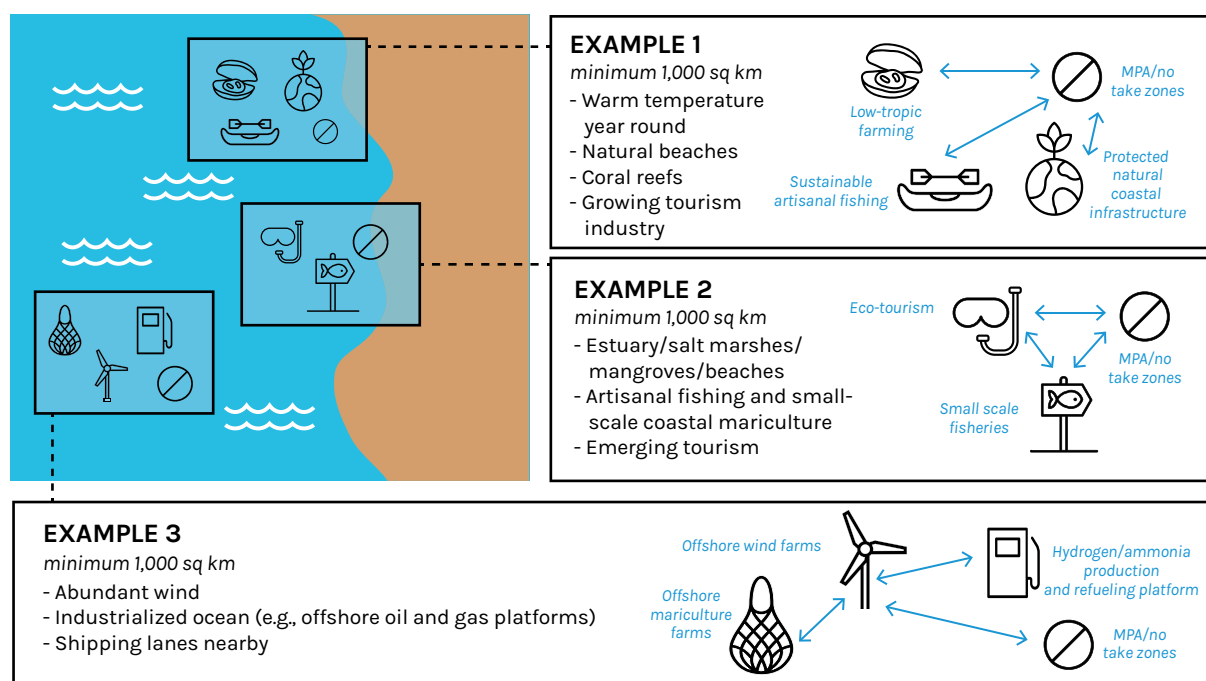 EXAMPLE 1
minimum 1,000 sq km
- Warm temperature
year round
- Natural beaches
- Coral reefs
- Growing tourism
industry
Low-tropic
farming
MPA/no
take zones
Sustainable
artisanal fishing
Protected
natural
coastal
infrastructure
EXAMPLE 2
minimum 1,000 sq km
- Estuary/salt marshes/
mangroves/beaches
- Artisanal fishing and small-
scale coastal mariculture
- Emerging tourism
Eco-tourism
MPA/no
take zones
Small scale
fisheries
EXAMPLE 3
minimum 1,000 sq km
- Abundant wind
- Industrialized ocean (e.g., offshore oil and gas platforms)
- Shipping lanes nearby
Offshore wind farms
Offshore
mariculture
farms
Hydrogen/ammonia
production
and refueling platform
MPA/no
take zones